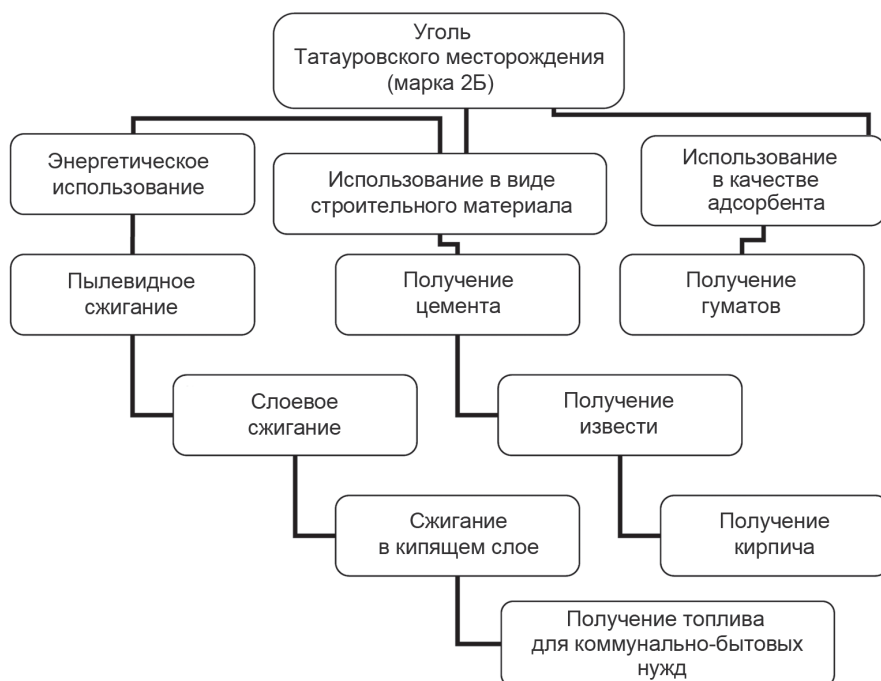 Уголь
Татауровского месторождения
(марка 2Б)
Энергетическое
использование
Использование в виде
строительного материала
Использование
в качестве
адсорбента
Пылевидное
сжигание
Получение
цемента
Получение
гуматов
Слоевое
сжигание
Получение
извести
Сжигание
в кипящем слое
Получение
кирпича
Получение топлива
для коммунально-бытовых
нужд